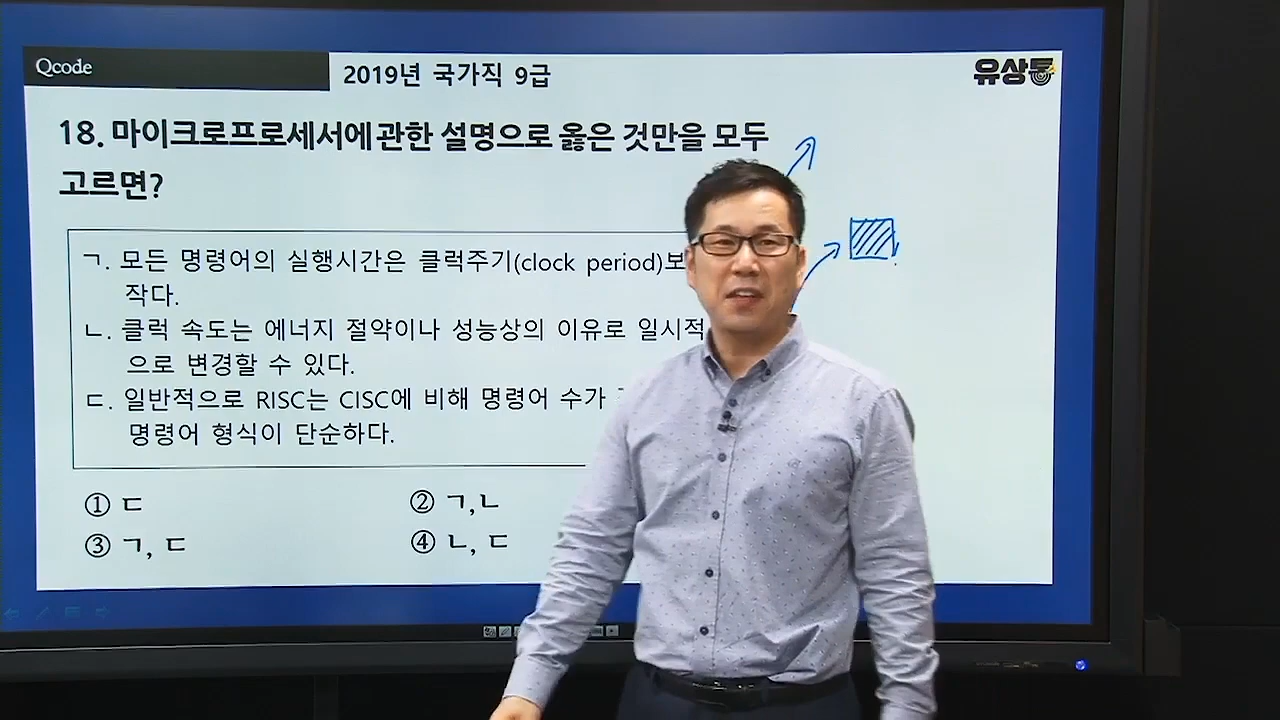 Qcode
2019년 국가직 9급
유상통
18. 마이크로프로세서에 관한 설명으로 옳은 것만을 모두
고르면?
ㄱ. 모든 명령어의 실행시간은 클럭주기(clock period)보
작다.
ㄴ. 클럭 속도는 에너지 절약이나 성능상의 이유로 일시적
으로 변경할 수 있다.
ㄷ. 일반적으로 RISC는 CISC에 비해 명령어 수가
명령어 형식이 단순하다.
① ㄷ
② ㄱ,ㄴ
③ ㄱ, ㄷ
④ ㄴ, ㄷ